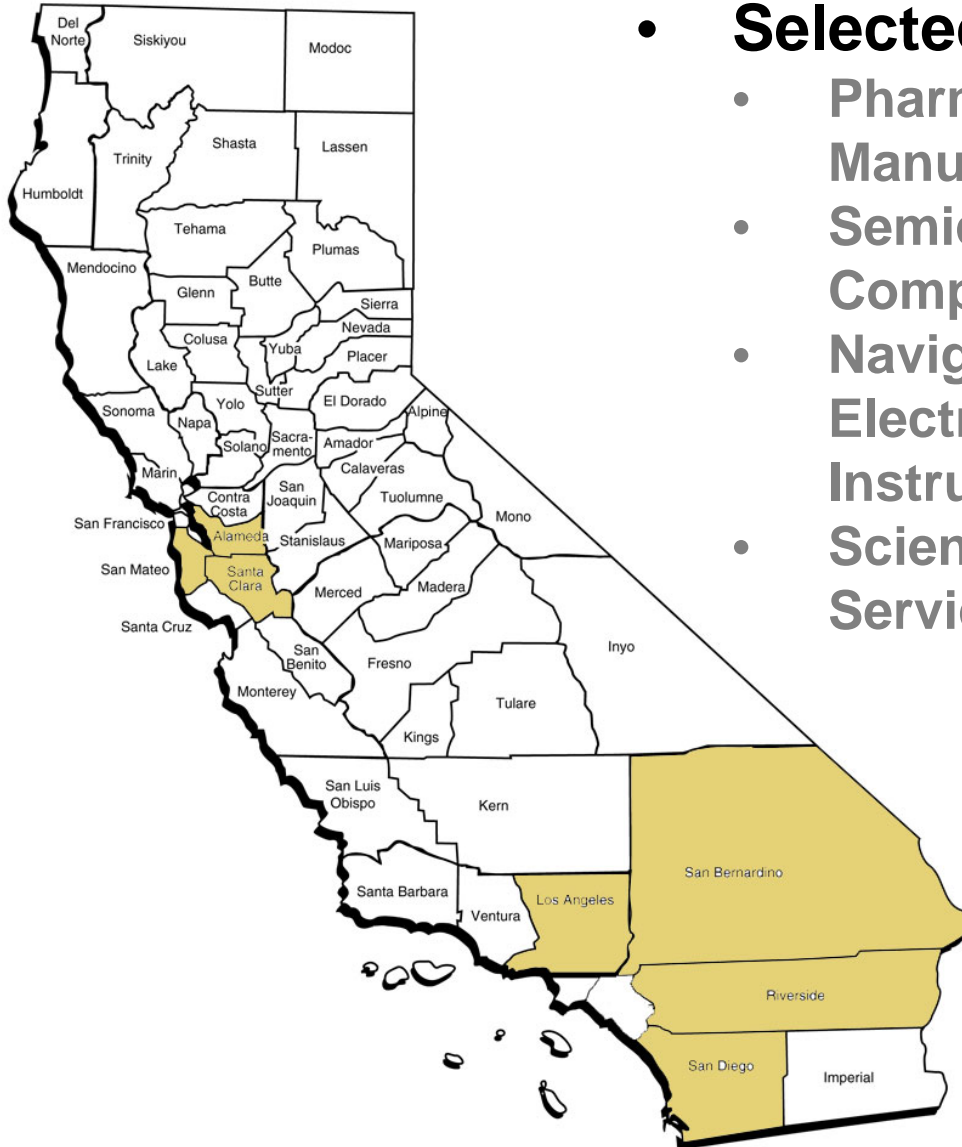 Del
Norte
Siskiyou
Modoc
Shasta
Lassen
Trinity
Humboldt
Tehama
Plumas
Mendocino
Butte
Glenn
Sierra
Nevada
Colusa
Yuba
Placer
Lake
Sutter
El Dorado
Yolo
Sonoma
Napa
Alpine
Sacra-
mento
Solano
Amador
Marin
Calaveras
San
Joaquin
Contra
Costa
Tuolumne
Mono
San Francisco
Alameda
Stanislaus
Mariposa
San Mateo
Santa
Clara
Merced
Madera
Santa Cruz
San
Benito
Fresno
Inyo
Monterey
Tulare
Kings
San Luis
Obispo
Kern
San Bernardino
Santa Barbara
Los Angeles
Ventura
Riverside
San Diego
Imperial
• Selected
•
Manu
•
Comp
• Navig
Electr
Instru
• Scien
Servi